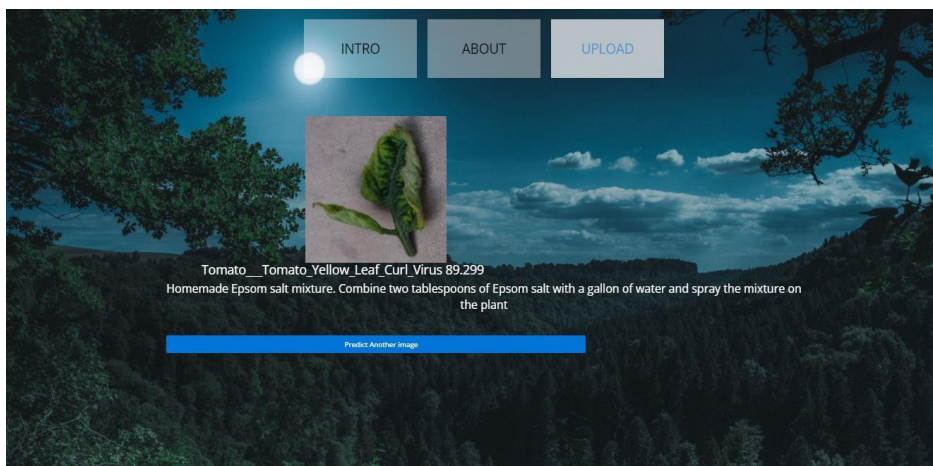 INTRO ABOUT UPLOAD
Tomato___Tomato_Yellow_Leaf_Curl_Virus 89.299
Homemade Epsom salt mixture. Combine two tablespoons of Epsom salt with a gallon of water and spray the mixture on
the plant
Predict Another image